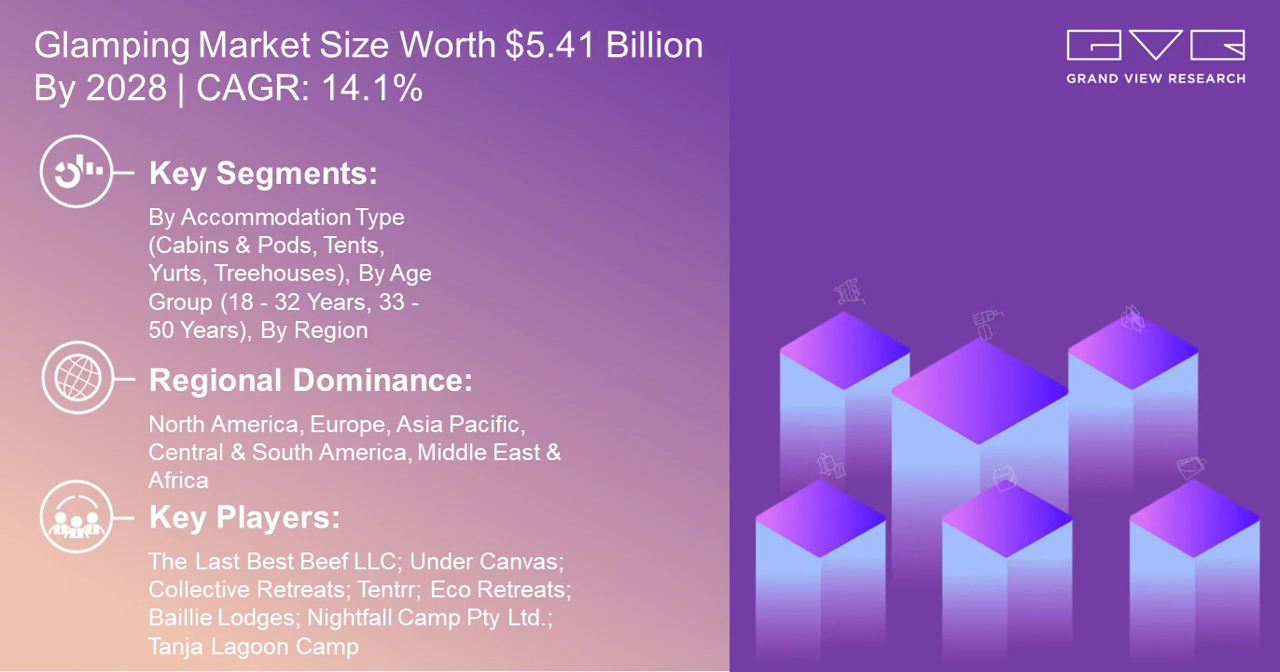 Glamping Market Size Worth $5.41 Billion
By 2028 | CAGR: 14.1%
GRAND VIEW RESEARCH
Key Segments:
By Accommodation Type
(Cabins & Pods, Tents,
Yurts, Treehouses), By Age
Group (18 - 32 Years, 33 -
50 Years), By Region
Regional Dominance:
North America, Europe, Asia Pacific,
Central & South America, Middle East &
Africa
Key Players:
The Last Best Beef LLC; Under Canvas;
Collective Retreats; Tentrr; Eco Retreats;
Baillie Lodges; Nightfall Camp Pty Ltd.;
Tanja Lagoon Camp